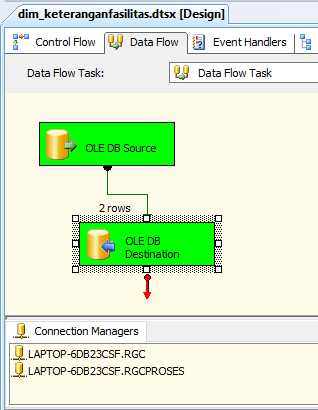 dim_keteranganfasilitas.dtsx [Design]
Control Flow
Data Flow
Event Handlers
Data Flow Task:
Data Flow Task
OLE DB Source
2 rows
OLE DB
Destination
Connection Managers
LAPTOP-6DB23CSF.RGC
LAPTOP-6DB23CSF.RGCPROSES